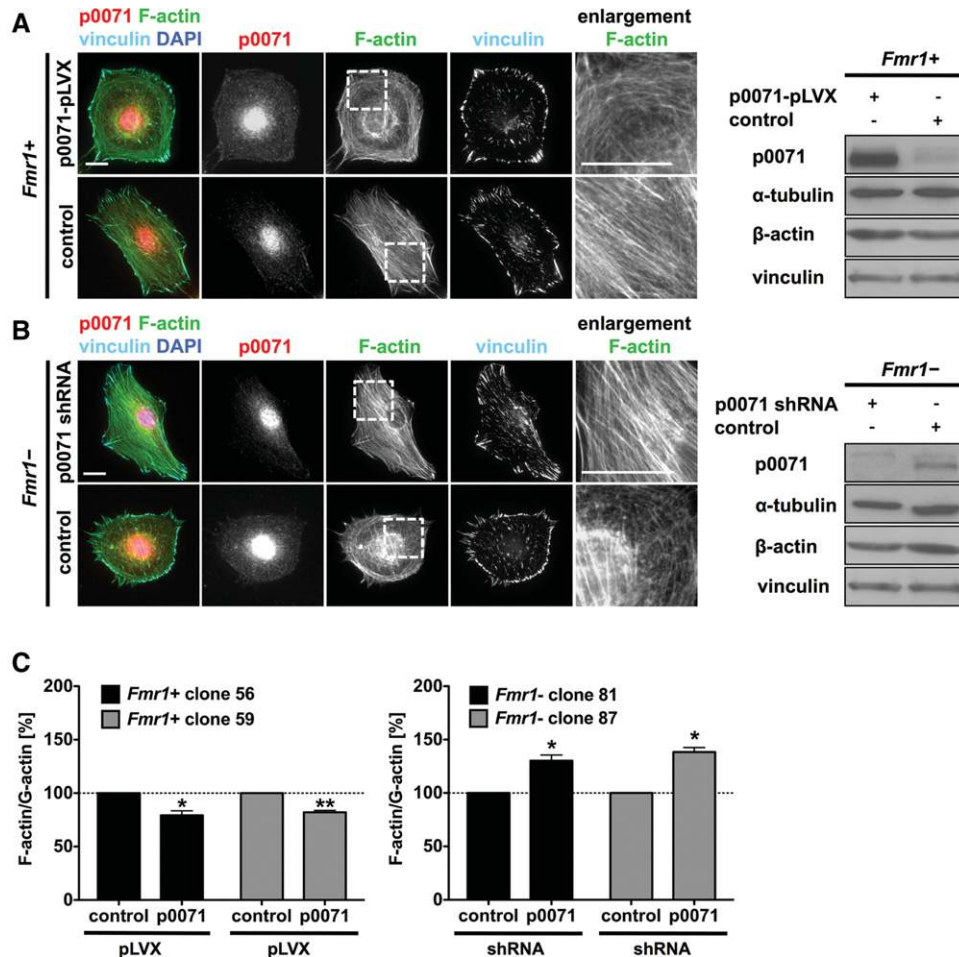 A
p0071 F-actin
vinculin DAPI
p0071
F-actin
vinculin
enlargement
F-actin
Fmr1+
p0071-pLVX
control
Fmr1+
p0071-pLVX + -
control - +
p0071
α-tubulin
β-actin
vinculin
B
p0071 F-actin
vinculin DAPI
p0071
F-actin
vinculin
enlargement
F-actin
Fmr1−
p0071 shRNA
control
Fmr1−
p0071 shRNA + -
control - +
p0071
α-tubulin
β-actin
vinculin
C
F-actin/G-actin [%]
200
150
100
50
0
Fmr1+ clone 56
Fmr1+ clone 59
*
**
control p0071 control p0071
pLVX pLVX
F-actin/G-actin [%]
200
150
100
50
0
Fmr1- clone 81
Fmr1- clone 87
*
*
control p0071 control p0071
shRNA shRNA